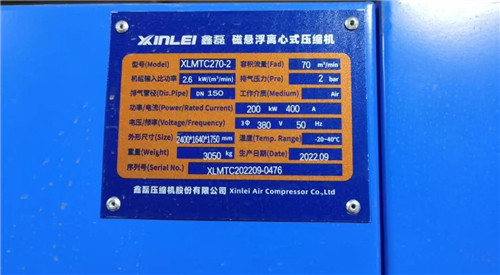 XINLEI 鑫磊 磁悬浮离心式压缩机
型号(Model) XLMTC270-2 容积流量(Fad) 70 m³/min
机组输入功率 2.6 kW/(m³/min) 排气压力(Pre.) 2 bar
排气管径(Dis.Pipe) DN 150 工作介质(Medium) Air
功率/电流(Power/Rated Current) 200 kW 400 A
电压/频率(Voltage/Frequency) 3Φ 380 V 50 Hz
外形尺寸(Size) 2400*1640*1750 mm 温度(Temp. Range) -20~40℃
重量(Weight) 3050 kg 生产日期(Date) 2022.09
序列号(Serial No.) XLMTC202209-0476
鑫磊压缩机股份有限公司 Xinlei Air Compressor Co.,Ltd